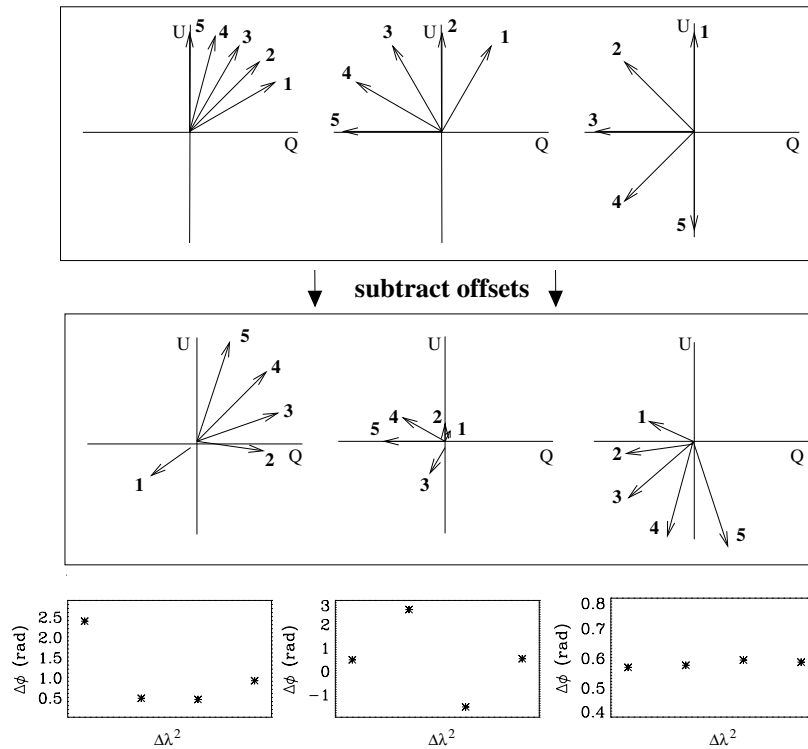 U 5 4 3 2 1 Q
3 U 2 1 4 5 Q
U 1 2 3 4 5 Q
subtract offsets
U 5 4 3 2 1 Q
U 4 2 1 5 3 Q
U 1 2 3 4 5 Q
Δφ (rad) 2.5 2.0 1.5 1.0 0.5 Δλ²
Δφ (rad) 3 2 1 0 −1 Δλ²
Δφ (rad) 0.8 0.7 0.6 0.5 0.4 Δλ²